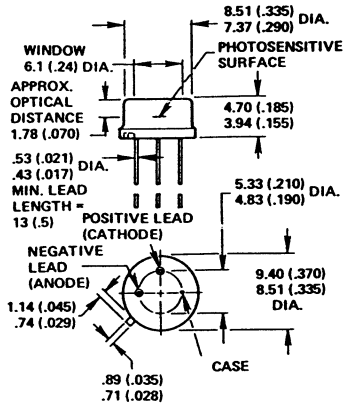 8.51 (.335)
7.37 (.290) DIA.
WINDOW
6.1 (.24) DIA.
PHOTOSENSITIVE
SURFACE
APPROX.
OPTICAL
DISTANCE
1.78 (.070)
4.70 (.185)
3.94 (.155)
.53 (.021)
.43 (.017) DIA.
MIN. LEAD
LENGTH =
13 (.5)
5.33 (.210)
4.83 (.190) DIA.
POSITIVE LEAD
(CATHODE)
NEGATIVE
LEAD
(ANODE)
9.40 (.370)
8.51 (.335)
DIA.
1.14 (.045)
.74 (.029)
CASE
.89 (.035)
.71 (.028)